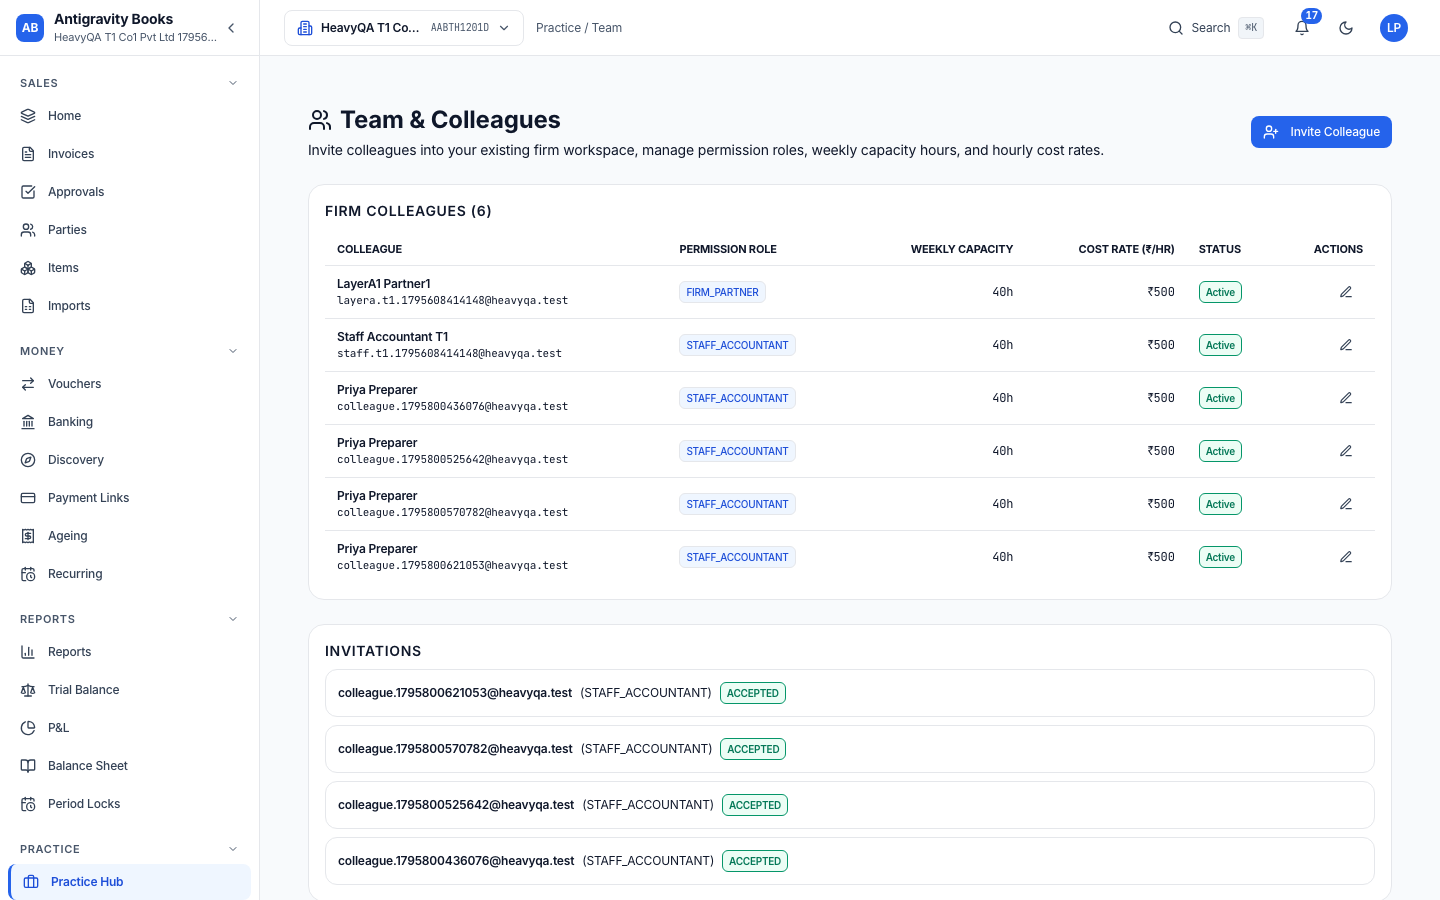 AB
Antigravity Books
HeavyQA T1 Co1 Pvt Ltd 17956...
HeavyQA T1 Co...
AABTH1201D
Practice / Team
Search
⌘K
17
LP
SALES
Home
Invoices
Approvals
Parties
Items
Imports
MONEY
Vouchers
Banking
Discovery
Payment Links
Ageing
Recurring
REPORTS
Reports
Trial Balance
P&L
Balance Sheet
Period Locks
PRACTICE
Practice Hub
Team & Colleagues
Invite colleagues into your existing firm workspace, manage permission roles, weekly capacity hours, and hourly cost rates.
Invite Colleague
FIRM COLLEAGUES (6)
COLLEAGUE PERMISSION ROLE WEEKLY CAPACITY COST RATE (₹/HR) STATUS ACTIONS
LayerA1 Partner1
layera.t1.1795608414148@heavyqa.test
FIRM_PARTNER 40h ₹500 Active
Staff Accountant T1
staff.t1.1795608414148@heavyqa.test
STAFF_ACCOUNTANT 40h ₹500 Active
Priya Preparer
colleague.1795800436076@heavyqa.test
STAFF_ACCOUNTANT 40h ₹500 Active
Priya Preparer
colleague.1795800525642@heavyqa.test
STAFF_ACCOUNTANT 40h ₹500 Active
Priya Preparer
colleague.1795800570782@heavyqa.test
STAFF_ACCOUNTANT 40h ₹500 Active
Priya Preparer
colleague.1795800621053@heavyqa.test
STAFF_ACCOUNTANT 40h ₹500 Active
INVITATIONS
colleague.1795800621053@heavyqa.test (STAFF_ACCOUNTANT) ACCEPTED
colleague.1795800570782@heavyqa.test (STAFF_ACCOUNTANT) ACCEPTED
colleague.1795800525642@heavyqa.test (STAFF_ACCOUNTANT) ACCEPTED
colleague.1795800436076@heavyqa.test (STAFF_ACCOUNTANT) ACCEPTED